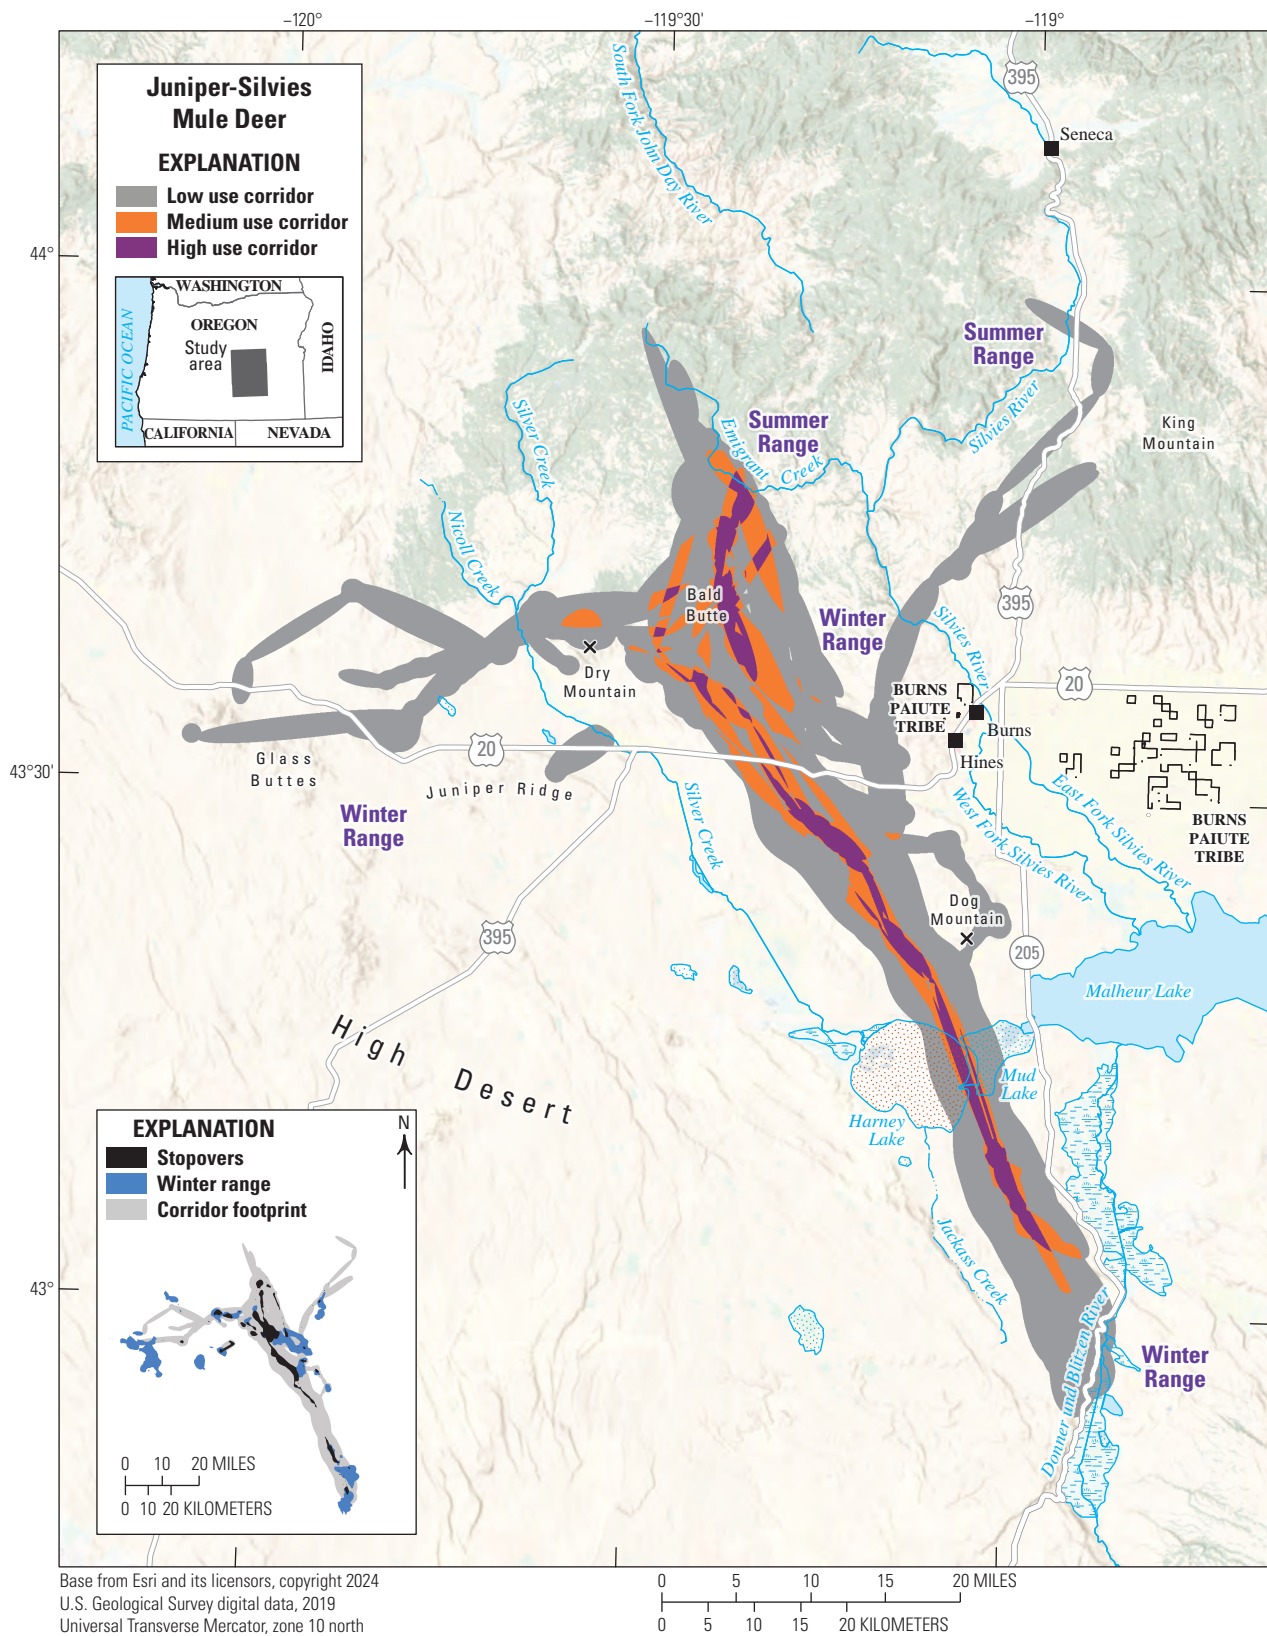 −120°
−119°30'
−119°
44°
43°30'
43°
Juniper-Silvies
Mule Deer
EXPLANATION
Low use corridor
Medium use corridor
High use corridor
WASHINGTON
OREGON
Study
area
IDAHO
PACIFIC OCEAN
CALIFORNIA
NEVADA
South Fork John Day River
395
Seneca
Summer
Range
Silvies River
King
Mountain
Summer
Range
Emigrant
Creek
Silver Creek
Nicoll Creek
Bald
Butte
Winter
Range
395
Silvies River
Dry
Mountain
BURNS
PAIUTE
TRIBE
20
Burns
Hines
Glass
Buttes
20
Juniper Ridge
Winter
Range
Silver Creek
West Fork Silvies River
East Fork Silvies River
BURNS
PAIUTE
TRIBE
Dog
Mountain
395
205
Malheur Lake
High Desert
Mud
Lake
Harney
Lake
Jackass Creek
Donner und Blitzen River
Winter
Range
EXPLANATION
N
Stopovers
Winter range
Corridor footprint
0 10 20 MILES
0 10 20 KILOMETERS
Base from Esri and its licensors, copyright 2024
U.S. Geological Survey digital data, 2019
Universal Transverse Mercator, zone 10 north
0 5 10 15 20 MILES
0 5 10 15 20 KILOMETERS